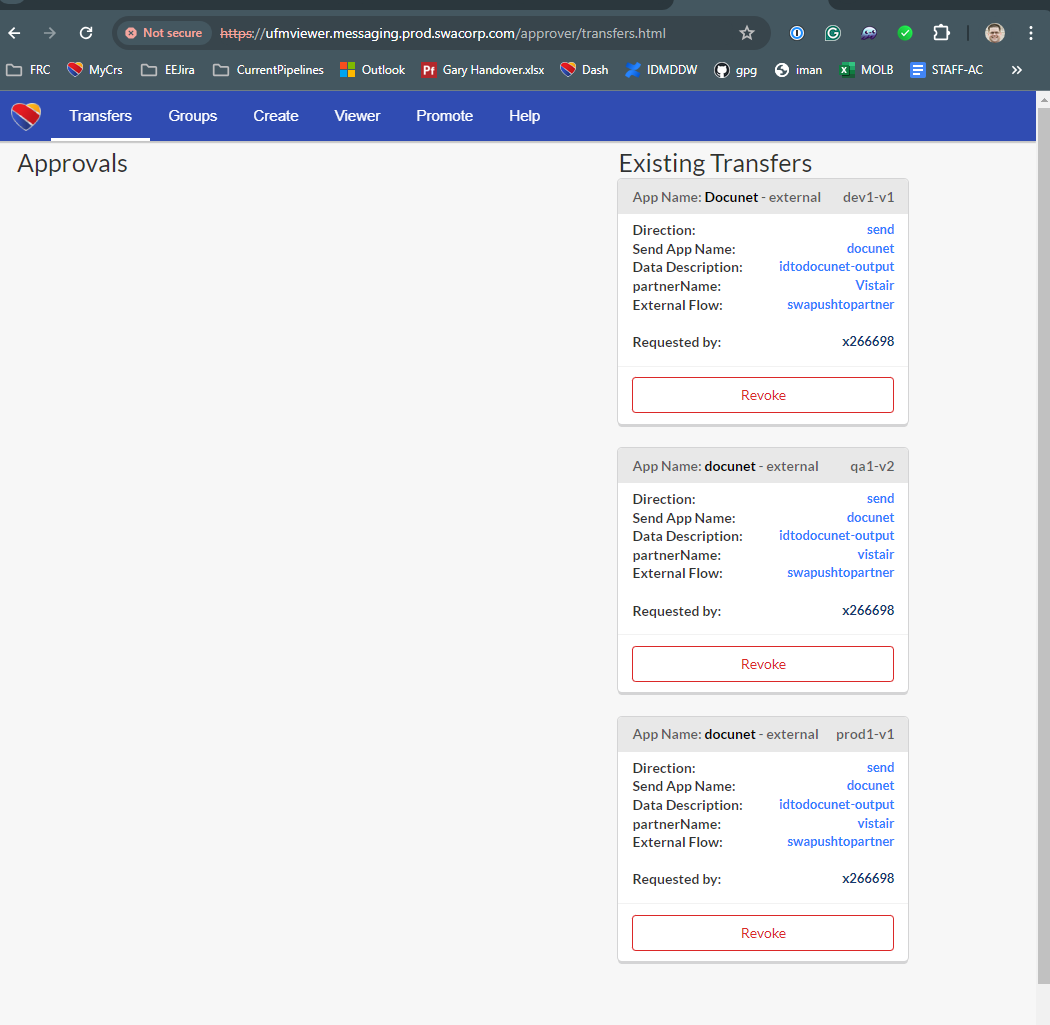 Not secure https://ufmviewer.messaging.prod.swacorp.com/approver/transfers.html
FRC MyCrs EEJira CurrentPipelines Outlook Pf Gary Handover.xlsx Dash IDMDDW gpg iman MOLB STAFF-AC »
Transfers Groups Create Viewer Promote Help
Approvals
Existing Transfers
App Name: Docunet - external dev1-v1
Direction: send
Send App Name: docunet
Data Description: idtodocunet-output
partnerName: Vistair
External Flow: swapushtopartner
Requested by: x266698
Revoke
App Name: docunet - external qa1-v2
Direction: send
Send App Name: docunet
Data Description: idtodocunet-output
partnerName: vistair
External Flow: swapushtopartner
Requested by: x266698
Revoke
App Name: docunet - external prod1-v1
Direction: send
Send App Name: docunet
Data Description: idtodocunet-output
partnerName: vistair
External Flow: swapushtopartner
Requested by: x266698
Revoke